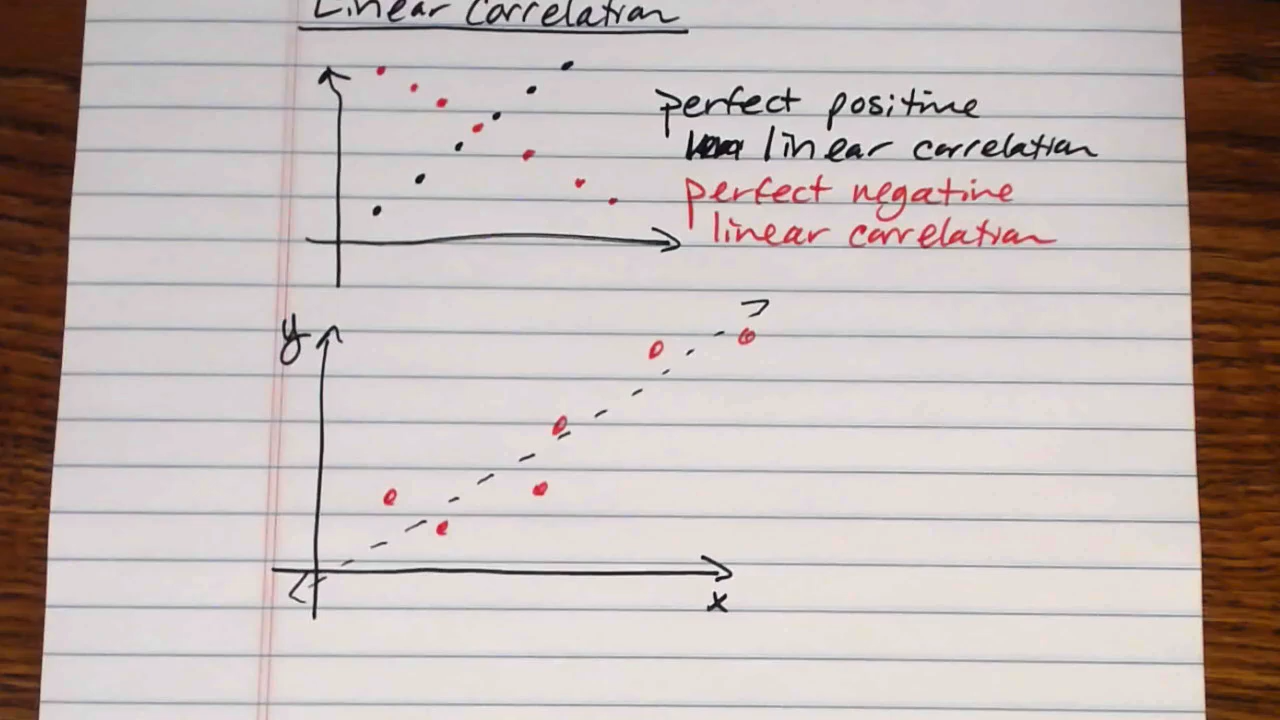 Linear Correlation
perfect positive
linear correlation
perfect negative
linear correlation
y
x